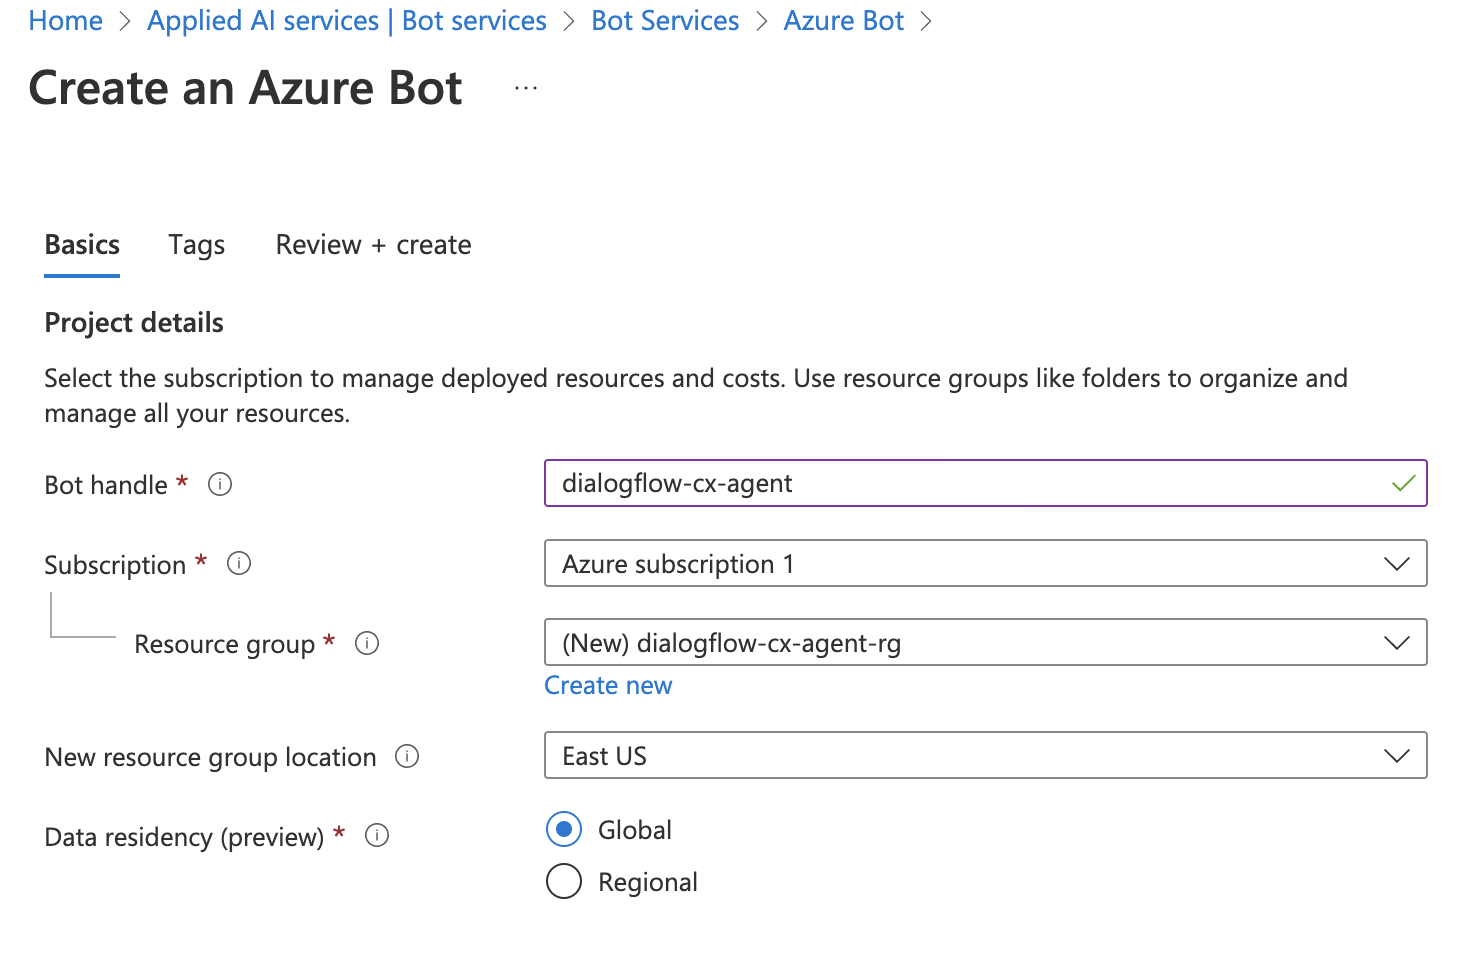 Home > Applied AI services | Bot services > Bot Services > Azure Bot >
Create an Azure Bot ...
Basics Tags Review + create
Project details
Select the subscription to manage deployed resources and costs. Use resource groups like folders to organize and
manage all your resources.
Bot handle * dialogflow-cx-agent
Subscription * Azure subscription 1
Resource group * (New) dialogflow-cx-agent-rg
Create new
New resource group location East US
Data residency (preview) * Global
Regional